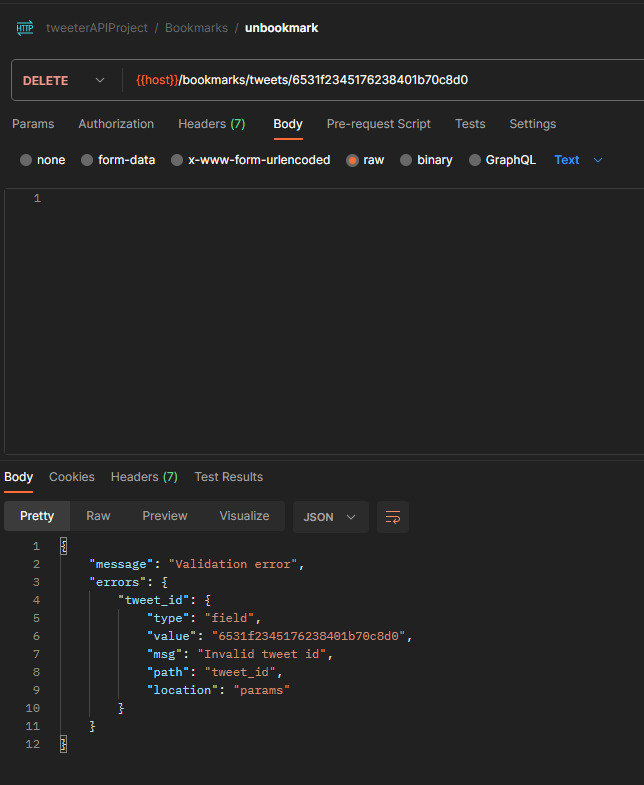 HTTP tweeterAPIProject / Bookmarks / unbookmark
DELETE {{host}}/bookmarks/tweets/6531f2345176238401b70c8d0
Params Authorization Headers (7) Body Pre-request Script Tests Settings
none form-data x-www-form-urlencoded raw binary GraphQL Text
1
Body Cookies Headers (7) Test Results
Pretty Raw Preview Visualize JSON
1 {
2 "message": "Validation error",
3 "errors": {
4 "tweet_id": {
5 "type": "field",
6 "value": "6531f2345176238401b70c8d0",
7 "msg": "Invalid tweet id",
8 "path": "tweet_id",
9 "location": "params"
10 }
11 }
12 }